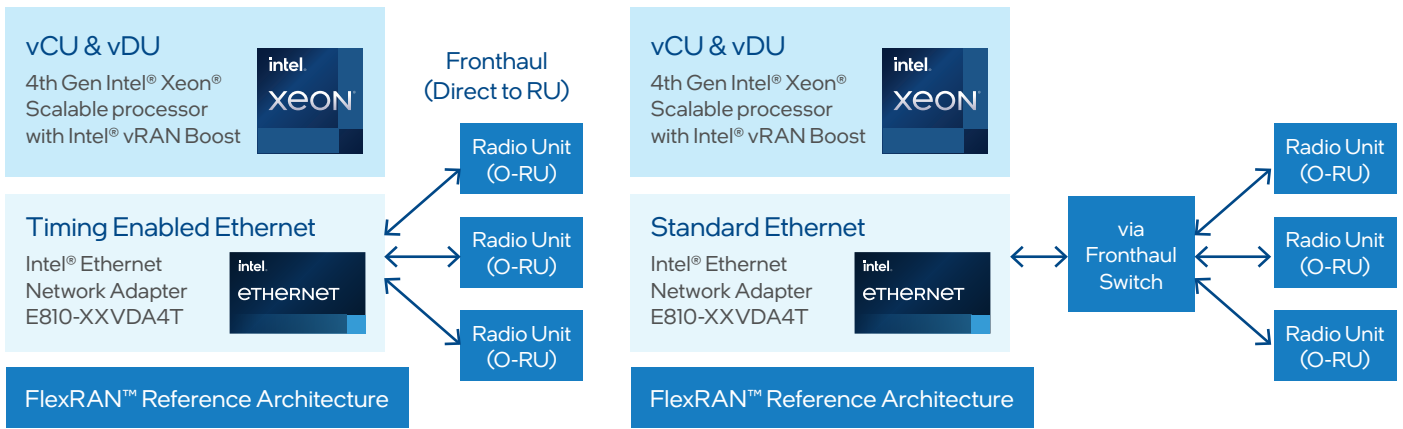 vCU & vDU
4th Gen Intel® Xeon®
Scalable processor
with Intel® vRAN Boost
intel.
xeon
Fronthaul
(Direct to RU)
Radio Unit
(O-RU)
Timing Enabled Ethernet
Intel® Ethernet
Network Adapter
E810-XXVDA4T
intel.
eTHERNET
Radio Unit
(O-RU)
Radio Unit
(O-RU)
FlexRAN™ Reference Architecture
vCU & vDU
4th Gen Intel® Xeon®
Scalable processor
with Intel® vRAN Boost
intel.
xeon
Radio Unit
(O-RU)
Standard Ethernet
Intel® Ethernet
Network Adapter
E810-XXVDA4T
intel.
eTHERNET
via
Fronthaul
Switch
Radio Unit
(O-RU)
Radio Unit
(O-RU)
FlexRAN™ Reference Architecture